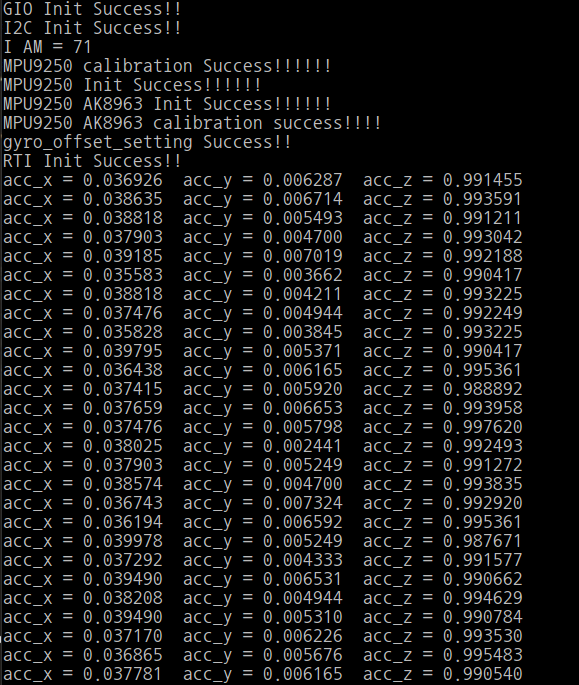 GIO Init Success!!
I2C Init Success!!
I AM = 71
MPU9250 calibration Success!!!!!!
MPU9250 Init Success!!!!!!
MPU9250 AK8963 Init Success!!!!!!
MPU9250 AK8963 calibration success!!!!
gyro_offset_setting Success!!
RTI Init Success!!
acc_x = 0.036926  acc_y = 0.006287  acc_z = 0.991455
acc_x = 0.038635  acc_y = 0.006714  acc_z = 0.993591
acc_x = 0.038818  acc_y = 0.005493  acc_z = 0.991211
acc_x = 0.037903  acc_y = 0.004700  acc_z = 0.993042
acc_x = 0.039185  acc_y = 0.007019  acc_z = 0.992188
acc_x = 0.035583  acc_y = 0.003662  acc_z = 0.990417
acc_x = 0.038818  acc_y = 0.004211  acc_z = 0.993225
acc_x = 0.037476  acc_y = 0.004944  acc_z = 0.992249
acc_x = 0.035828  acc_y = 0.003845  acc_z = 0.993225
acc_x = 0.039795  acc_y = 0.005371  acc_z = 0.990417
acc_x = 0.036438  acc_y = 0.006165  acc_z = 0.995361
acc_x = 0.037415  acc_y = 0.005920  acc_z = 0.988892
acc_x = 0.037659  acc_y = 0.006653  acc_z = 0.993958
acc_x = 0.037476  acc_y = 0.005798  acc_z = 0.997620
acc_x = 0.038025  acc_y = 0.002441  acc_z = 0.992493
acc_x = 0.037903  acc_y = 0.005249  acc_z = 0.991272
acc_x = 0.038574  acc_y = 0.004700  acc_z = 0.993835
acc_x = 0.036743  acc_y = 0.007324  acc_z = 0.992920
acc_x = 0.036194  acc_y = 0.006592  acc_z = 0.995361
acc_x = 0.039978  acc_y = 0.005249  acc_z = 0.987671
acc_x = 0.037292  acc_y = 0.004333  acc_z = 0.991577
acc_x = 0.039490  acc_y = 0.006531  acc_z = 0.990662
acc_x = 0.038208  acc_y = 0.004944  acc_z = 0.994629
acc_x = 0.039490  acc_y = 0.005310  acc_z = 0.990784
acc_x = 0.037170  acc_y = 0.006226  acc_z = 0.993530
acc_x = 0.036865  acc_y = 0.005676  acc_z = 0.995483
acc_x = 0.037781  acc_y = 0.006165  acc_z = 0.990540